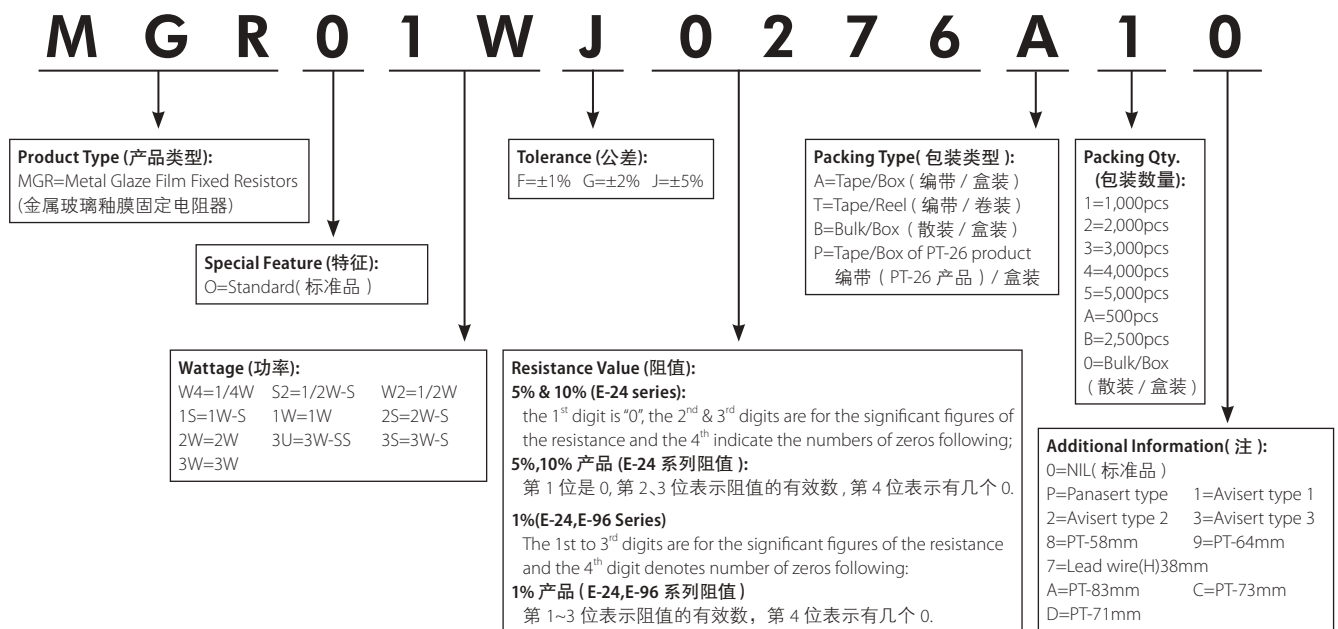 M G R 0 1 W J 0 2 7 6 A 1 0
Product Type (产品类型):
MGR=Metal Glaze Film Fixed Resistors
(金属玻璃釉膜固定电阻器)
Special Feature (特征):
O=Standard( 标准品 )
Wattage (功率):
W4=1/4W S2=1/2W-S W2=1/2W
1S=1W-S 1W=1W 2S=2W-S
2W=2W 3U=3W-SS 3S=3W-S
3W=3W
Tolerance (公差):
F=±1% G=±2% J=±5%
Resistance Value (阻值):
5% & 10% (E-24 series):
the 1st digit is "0", the 2nd & 3rd digits are for the significant figures of
the resistance and the 4th indicate the numbers of zeros following;
5%,10% 产品 (E-24 系列阻值 ):
第 1 位是 0, 第 2、3 位表示阻值的有效数 , 第 4 位表示有几个 0.
1%(E-24,E-96 Series)
The 1st to 3rd digits are for the significant figures of the resistance
and the 4th digit denotes number of zeros following:
1% 产品 ( E-24,E-96 系列阻值 )
第 1~3 位表示阻值的有效数，第 4 位表示有几个 0.
Packing Type( 包装类型 ):
A=Tape/Box ( 编带 / 盒装 )
T=Tape/Reel ( 编带 / 卷装 )
B=Bulk/Box ( 散装 / 盒装 )
P=Tape/Box of PT-26 product
编带 ( PT-26 产品 ) / 盒装
Packing Qty.
(包装数量):
1=1,000pcs
2=2,000pcs
3=3,000pcs
4=4,000pcs
5=5,000pcs
A=500pcs
B=2,500pcs
0=Bulk/Box
( 散装 / 盒装 )
Additional Information( 注 ):
0=NIL( 标准品 )
P=Panasert type 1=Avisert type 1
2=Avisert type 2 3=Avisert type 3
8=PT-58mm 9=PT-64mm
7=Lead wire(H)38mm
A=PT-83mm C=PT-73mm
D=PT-71mm